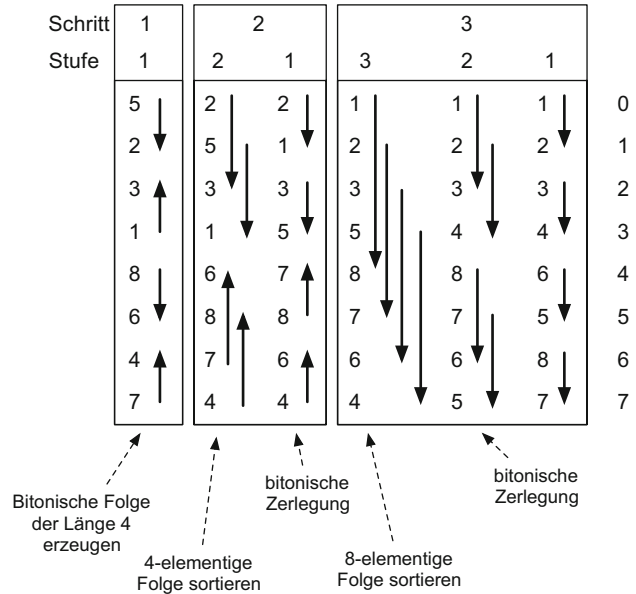 Schritt 1 2 3
Stufe 1 2 1 3 2 1
5 2 2 1 1 1 0
2 5 1 2 2 2 1
3 3 3 3 3 3 2
1 1 5 5 4 4 3
8 6 7 8 8 6 4
6 8 8 7 7 5 5
4 7 6 6 6 8 6
7 4 4 4 5 7 7
Bitonische Folge
der Länge 4
erzeugen
4-elementige
Folge sortieren
bitonische
Zerlegung
8-elementige
Folge sortieren
bitonische
Zerlegung